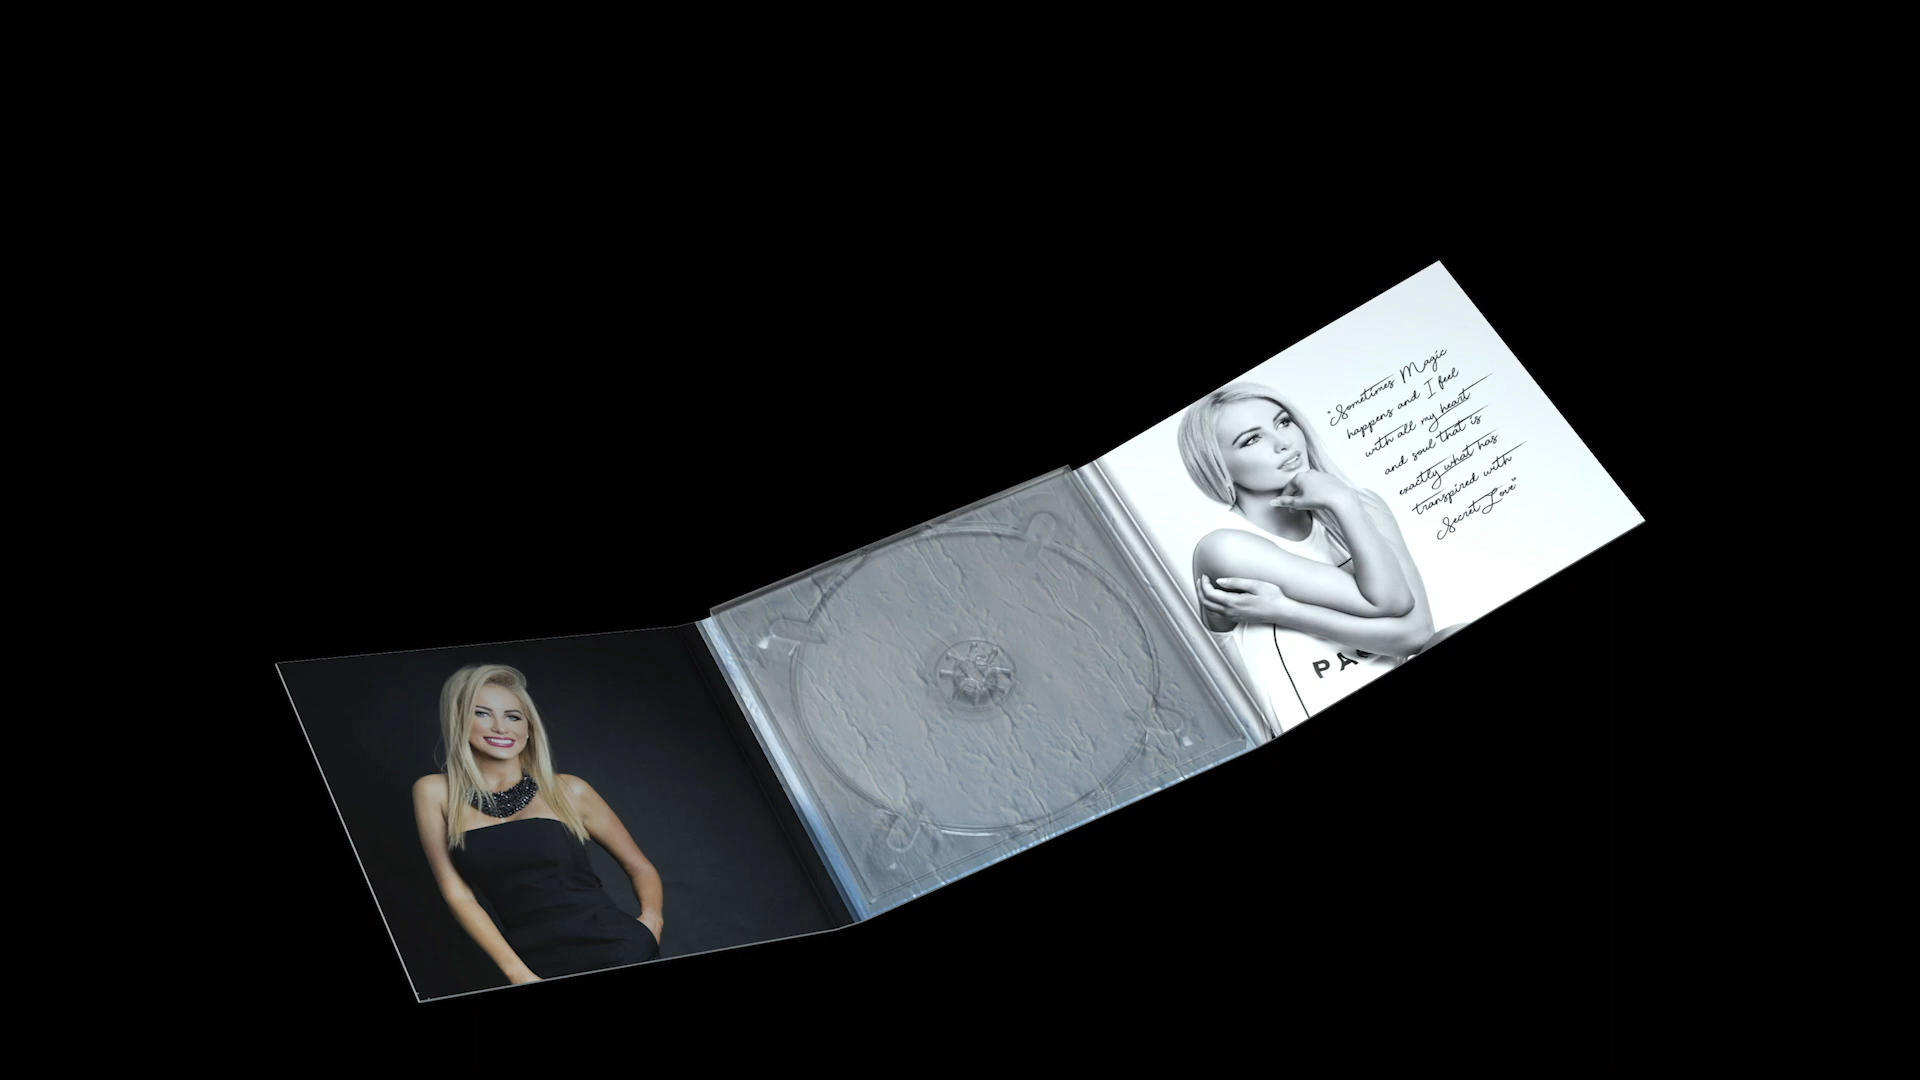 "Sometimes Magic
happens and I feel
with all my heart
and soul that is
exactly what has
transpired with
Secret Love"